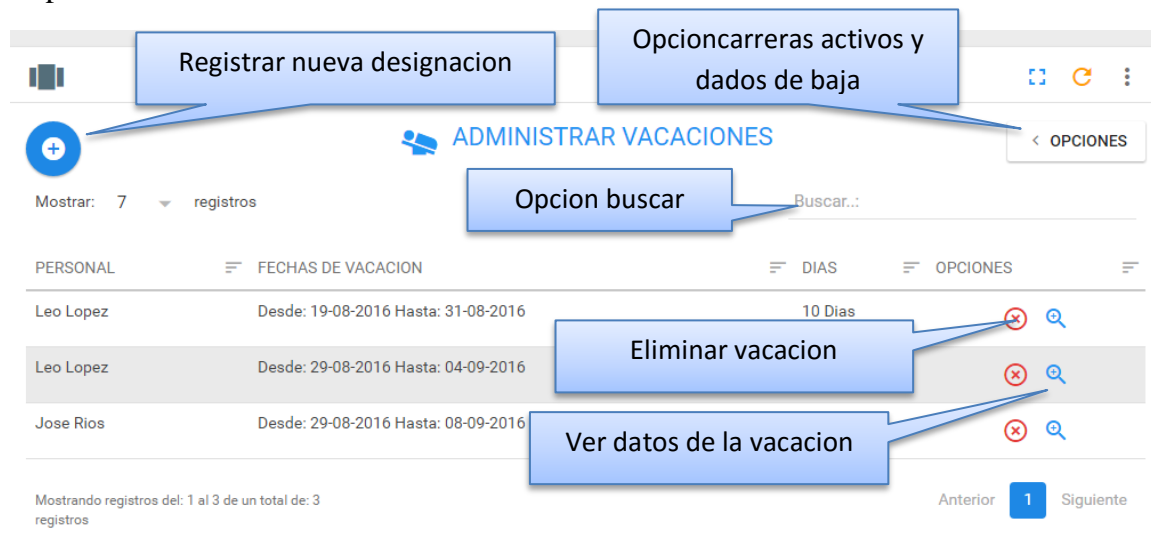 Opcioncarreras activos y
dados de baja
Registrar nueva designacion
ADMINISTRAR VACACIONES
OPCIONES
Mostrar: 7 registros
Opcion buscar
Buscar..:
PERSONAL FECHAS DE VACACION DIAS OPCIONES
Leo Lopez Desde: 19-08-2016 Hasta: 31-08-2016 10 Dias
Eliminar vacacion
Leo Lopez Desde: 29-08-2016 Hasta: 04-09-2016
Jose Rios Desde: 29-08-2016 Hasta: 08-09-2016
Ver datos de la vacacion
Mostrando registros del: 1 al 3 de un total de: 3
registros
Anterior 1 Siguiente